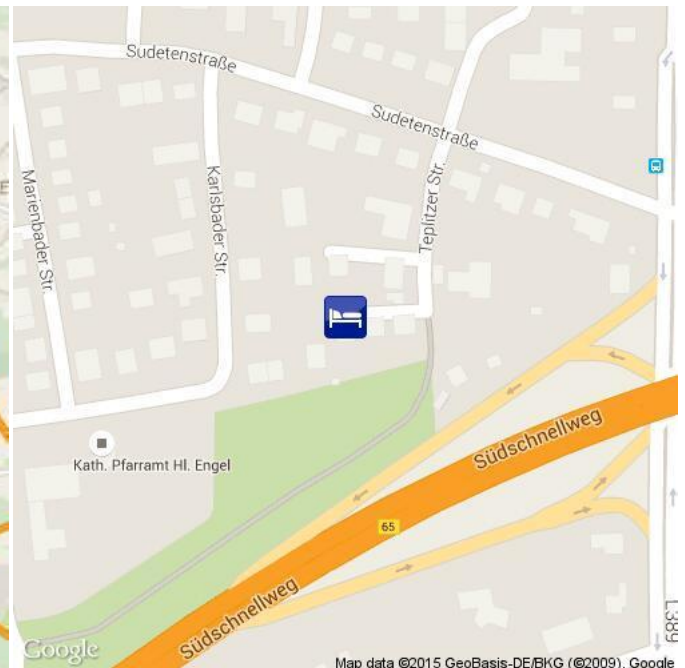 Sudetenstraße
Sudetenstraße
Marienbader Str.
Karlsbader Str.
Teplitzer Str.
Kath. Pfarramt Hl. Engel
Südschnellweg
65
Südschnellweg
L389
Google
Map data ©2015 GeoBasis-DE/BKG (©2009), Google